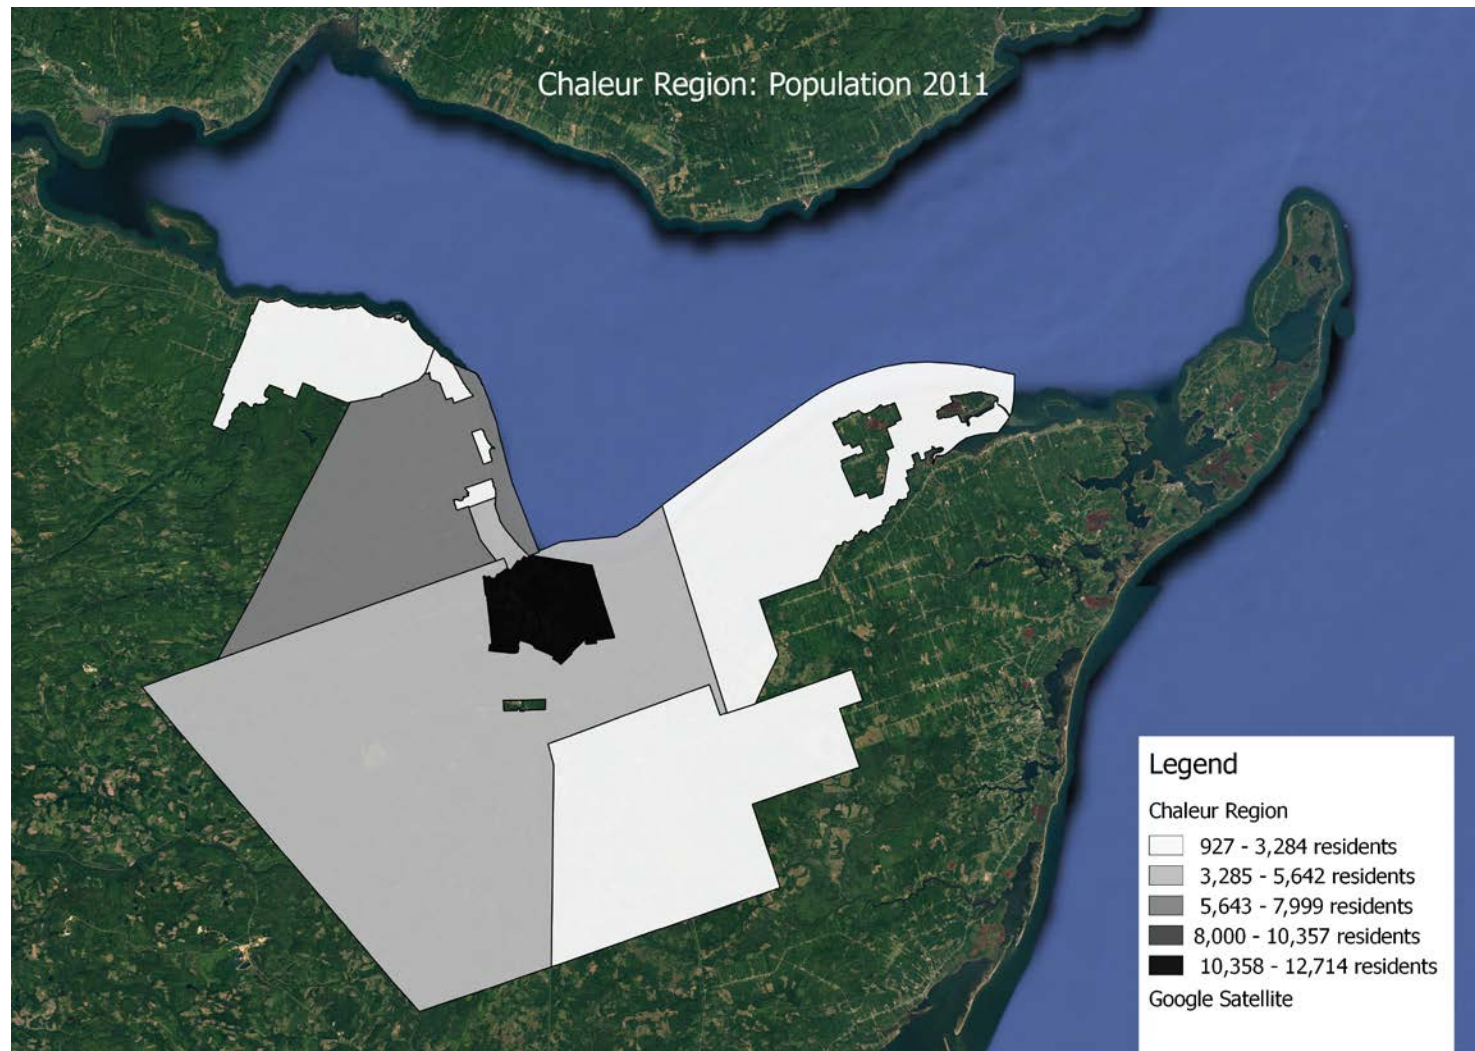 Chaleur Region: Population 2011
Legend
Chaleur Region
927 - 3,284 residents
3,285 - 5,642 residents
5,643 - 7,999 residents
8,000 - 10,357 residents
10,358 - 12,714 residents
Google Satellite